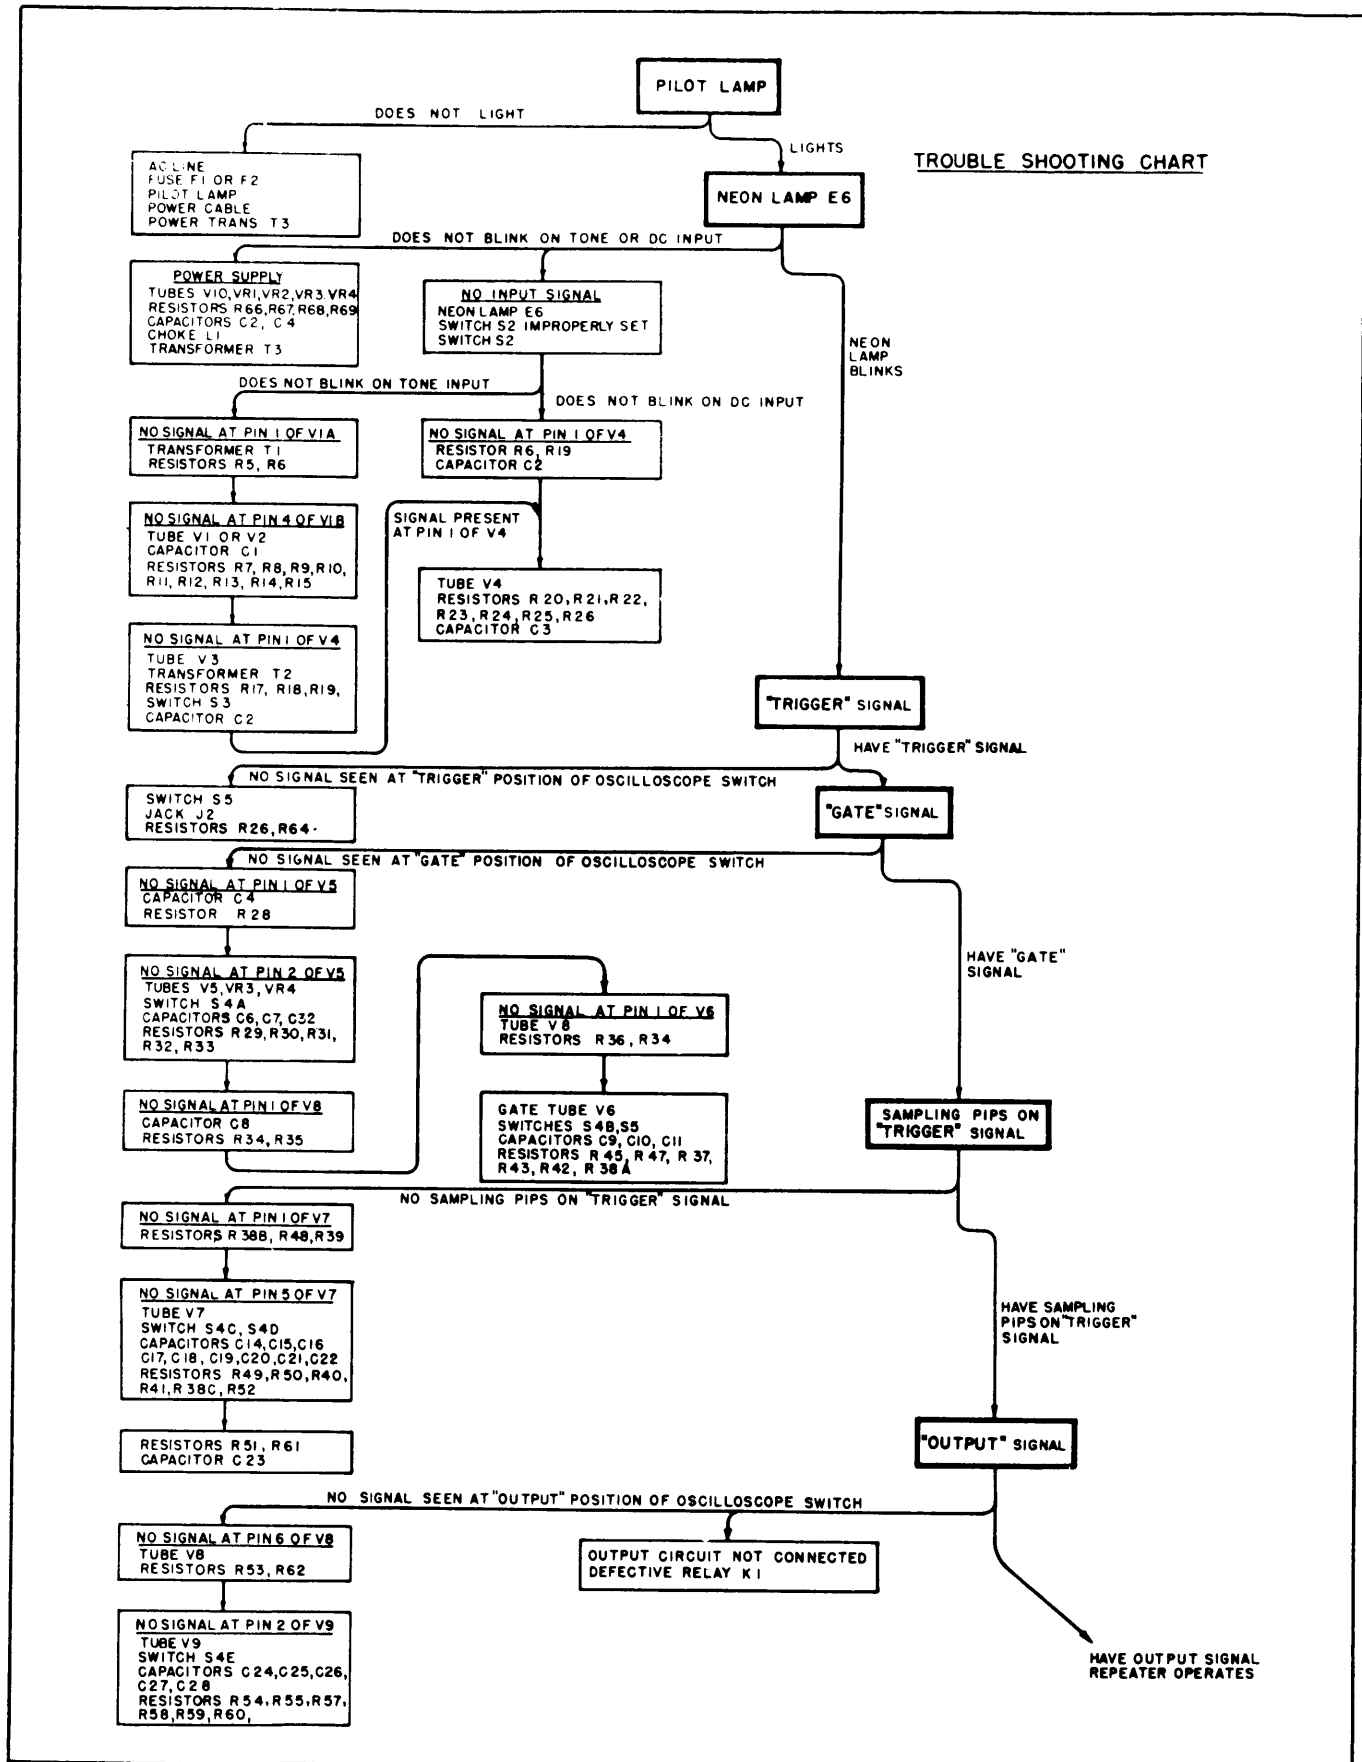 PILOT LAMP
DOES NOT LIGHT
LIGHTS
TROUBLE SHOOTING CHART
AC LINE
FUSE F1 OR F2
PILOT LAMP
POWER CABLE
POWER TRANS T3
NEON LAMP E6
DOES NOT BLINK ON TONE OR DC INPUT
POWER SUPPLY
TUBES V10, VR1, VR2, VR3, VR4
RESISTORS R66, R67, R68, R69
CAPACITORS C2, C4
CHOKE L1
TRANSFORMER T3
NO INPUT SIGNAL
NEON LAMP E6
SWITCH S2 IMPROPERLY SET
SWITCH S2
NEON
LAMP
BLINKS
DOES NOT BLINK ON TONE INPUT
DOES NOT BLINK ON DC INPUT
NO SIGNAL AT PIN 1 OF V1A
TRANSFORMER T1
RESISTORS R5, R6
NO SIGNAL AT PIN 1 OF V4
RESISTOR R6, R19
CAPACITOR C2
NO SIGNAL AT PIN 4 OF V1B
TUBE V1 OR V2
CAPACITOR C1
RESISTORS R7, R8, R9, R10,
R11, R12, R13, R14, R15
SIGNAL PRESENT
AT PIN 1 OF V4
TUBE V4
RESISTORS R20, R21, R22,
R23, R24, R25, R26
CAPACITOR C3
NO SIGNAL AT PIN 1 OF V4
TUBE V3
TRANSFORMER T2
RESISTORS R17, R18, R19,
SWITCH S3
CAPACITOR C2
"TRIGGER" SIGNAL
HAVE "TRIGGER" SIGNAL
NO SIGNAL SEEN AT "TRIGGER" POSITION OF OSCILLOSCOPE SWITCH
SWITCH S5
JACK J2
RESISTORS R26, R64
"GATE" SIGNAL
NO SIGNAL SEEN AT "GATE" POSITION OF OSCILLOSCOPE SWITCH
NO SIGNAL AT PIN 1 OF V5
CAPACITOR C4
RESISTOR R28
HAVE "GATE"
SIGNAL
NO SIGNAL AT PIN 2 OF V5
TUBES V5, VR3, VR4
SWITCH S4A
CAPACITORS C6, C7, C32
RESISTORS R29, R30, R31,
R32, R33
NO SIGNAL AT PIN 1 OF V6
TUBE V8
RESISTORS R36, R34
NO SIGNAL AT PIN 1 OF V8
CAPACITOR C8
RESISTORS R34, R35
GATE TUBE V6
SWITCHES S4B, S5
CAPACITORS C9, C10, C11
RESISTORS R45, R47, R37,
R43, R42, R38A
SAMPLING PIPS ON
"TRIGGER" SIGNAL
NO SAMPLING PIPS ON "TRIGGER" SIGNAL
NO SIGNAL AT PIN 1 OF V7
RESISTORS R38B, R48, R39
NO SIGNAL AT PIN 5 OF V7
TUBE V7
SWITCH S4C, S4D
CAPACITORS C14, C15, C16
C17, C18, C19, C20, C21, C22
RESISTORS R49, R50, R40,
R41, R38C, R52
HAVE SAMPLING
PIPS ON "TRIGGER"
SIGNAL
RESISTORS R51, R61
CAPACITOR C23
"OUTPUT" SIGNAL
NO SIGNAL SEEN AT "OUTPUT" POSITION OF OSCILLOSCOPE SWITCH
NO SIGNAL AT PIN 6 OF V8
TUBE V8
RESISTORS R53, R62
OUTPUT CIRCUIT NOT CONNECTED
DEFECTIVE RELAY K1
NO SIGNAL AT PIN 2 OF V9
TUBE V9
SWITCH S4E
CAPACITORS C24, C25, C26,
C27, C28
RESISTORS R54, R55, R57,
R58, R59, R60,
HAVE OUTPUT SIGNAL
REPEATER OPERATES